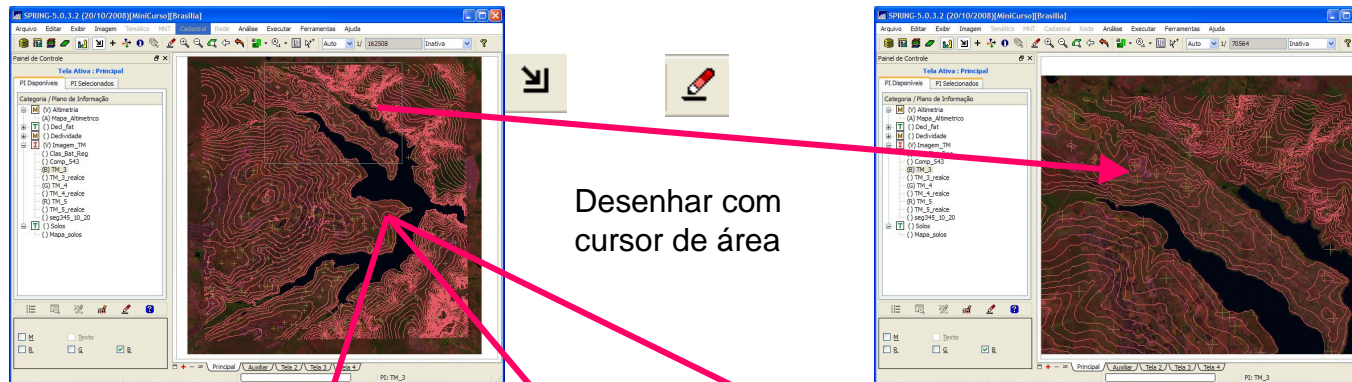 SPRING-5.0.3.2 (20/10/2008)[MiniCurso][Brasilia]
Arquivo Editar Exibir Imagem Temático MNT Cadastral Rede Análise Executar Ferramentas Ajuda
Auto 1/ 162508 Inativa
Painel de Controle
Tela Ativa : Principal
PI Disponíveis PI Selecionados
Categoria / Plano de Informação
M (V) Altimetria
(A) Mapa_Altimetrico
T () Decl_fat
M () Declividade
I (V) Imagem_TM
() Clas_Bat_Reg
() Comp_543
(B) TM_3
() TM_3_realce
(G) TM_4
() TM_4_realce
(R) TM_5
() TM_5_realce
() seg345_10_20
T () Solos
() Mapa_solos
M Texto
R G B
Principal Auxiliar Tela 2 Tela 3 Tela 4
PI: TM_3
Desenhar com
cursor de área
SPRING-5.0.3.2 (20/10/2008)[MiniCurso][Brasilia]
Arquivo Editar Exibir Imagem Temático MNT Cadastral Rede Análise Executar Ferramentas Ajuda
Auto 1/ 70564 Inativa
Painel de Controle
Tela Ativa : Principal
PI Disponíveis PI Selecionados
Categoria / Plano de Informação
M (V) Altimetria
(A) Mapa_Altimetrico
T () Decl_fat
M () Declividade
I (V) Imagem_TM
_Reg
() Comp_543
(B) TM_3
() TM_3_realce
(G) TM_4
() TM_4_realce
(R) TM_5
() TM_5_realce
() seg345_10_20
T () Solos
() Mapa_solos
M Texto
R G B
Principal Auxiliar Tela 2 Tela 3 Tela 4
PI: TM_3